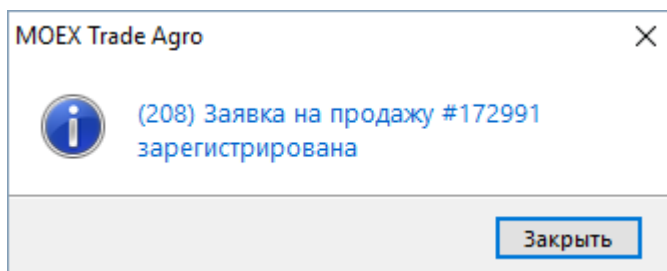 MOEX Trade Agro
(208) Заявка на продажу #172991
зарегистрирована
Закрыть